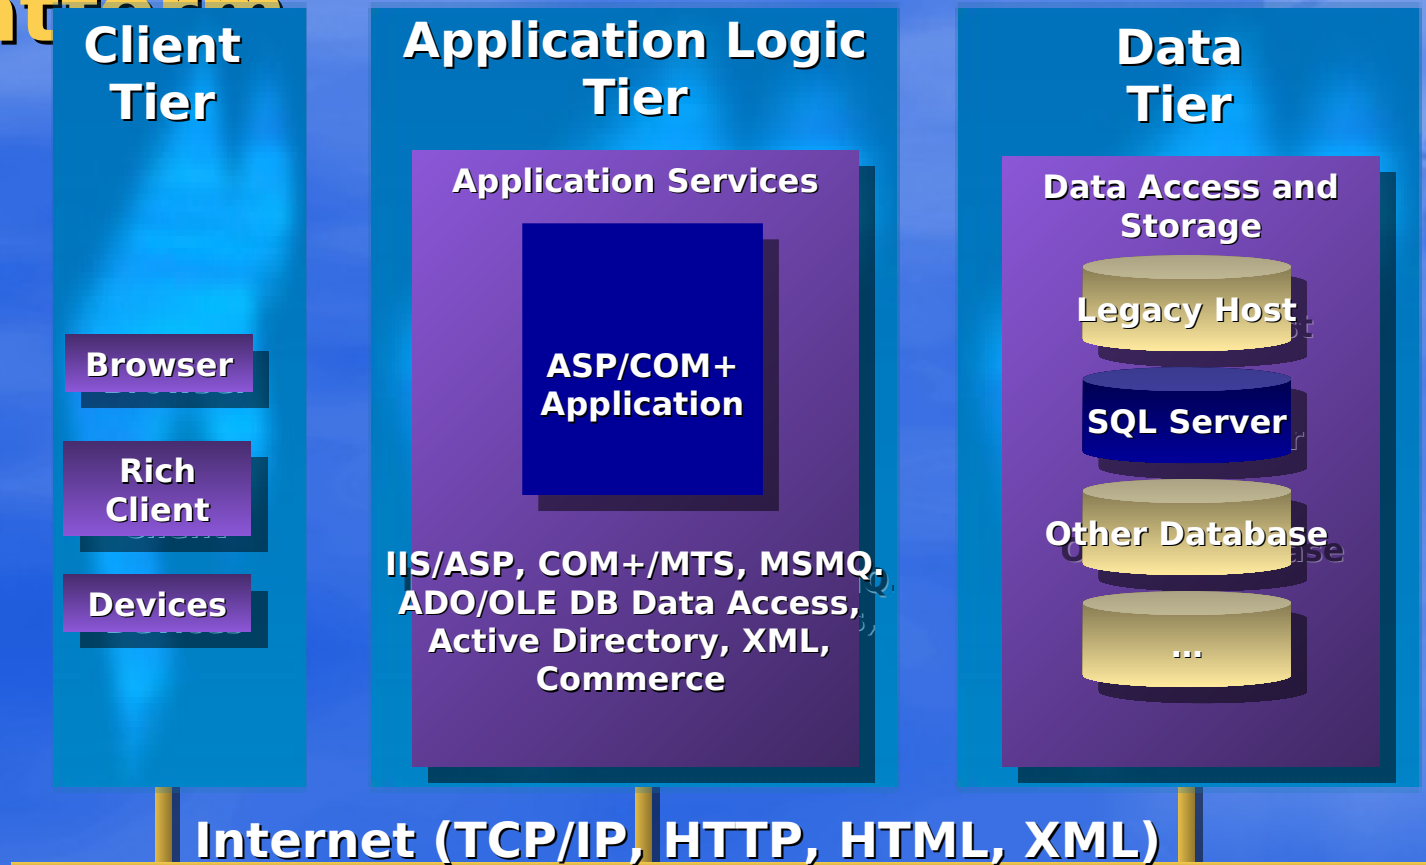 Client
Tier
Browser
Rich
Client
Devices
Application Logic
Tier
Application Services
ASP/COM+
Application
IIS/ASP, COM+/MTS, MSMQ.
ADO/OLE DB Data Access,
Active Directory, XML,
Commerce
Data
Tier
Data Access and
Storage
Legacy Host
SQL Server
Other Database
...
Internet (TCP/IP, HTTP, HTML, XML)